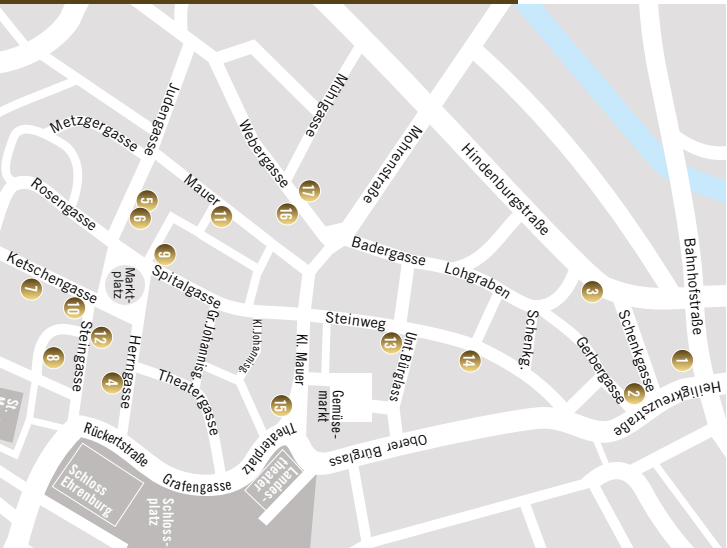 Judengasse
Mühlgasse
Metzgergasse
Webergasse
Mohrenstraße
Hindenburgstraße
Rosengasse
Mauer
17
5
6
11
16
Bahnhofstraße
Badergasse
Lohgraben
Ketschengasse
9
Markt-
platz
Spitalgasse
7
10
3
Steinweg
Gr.Johannisg.
Kl.Johannisg.
Kl. Mauer
Schenkg.
Schenkgasse
Gerbergasse
Sterngasse
12
Herrngasse
13
Unt.Bürglass
14
1
8
4
Theatergasse
2
Heiligkreuzstraße
15
Gemüse-
markt
St.
Rückertstraße
Theaterplatz
Oberer Bürglass
Grafengasse
Landes-
theater
Schloss
Ehrenburg
Schloss-
platz